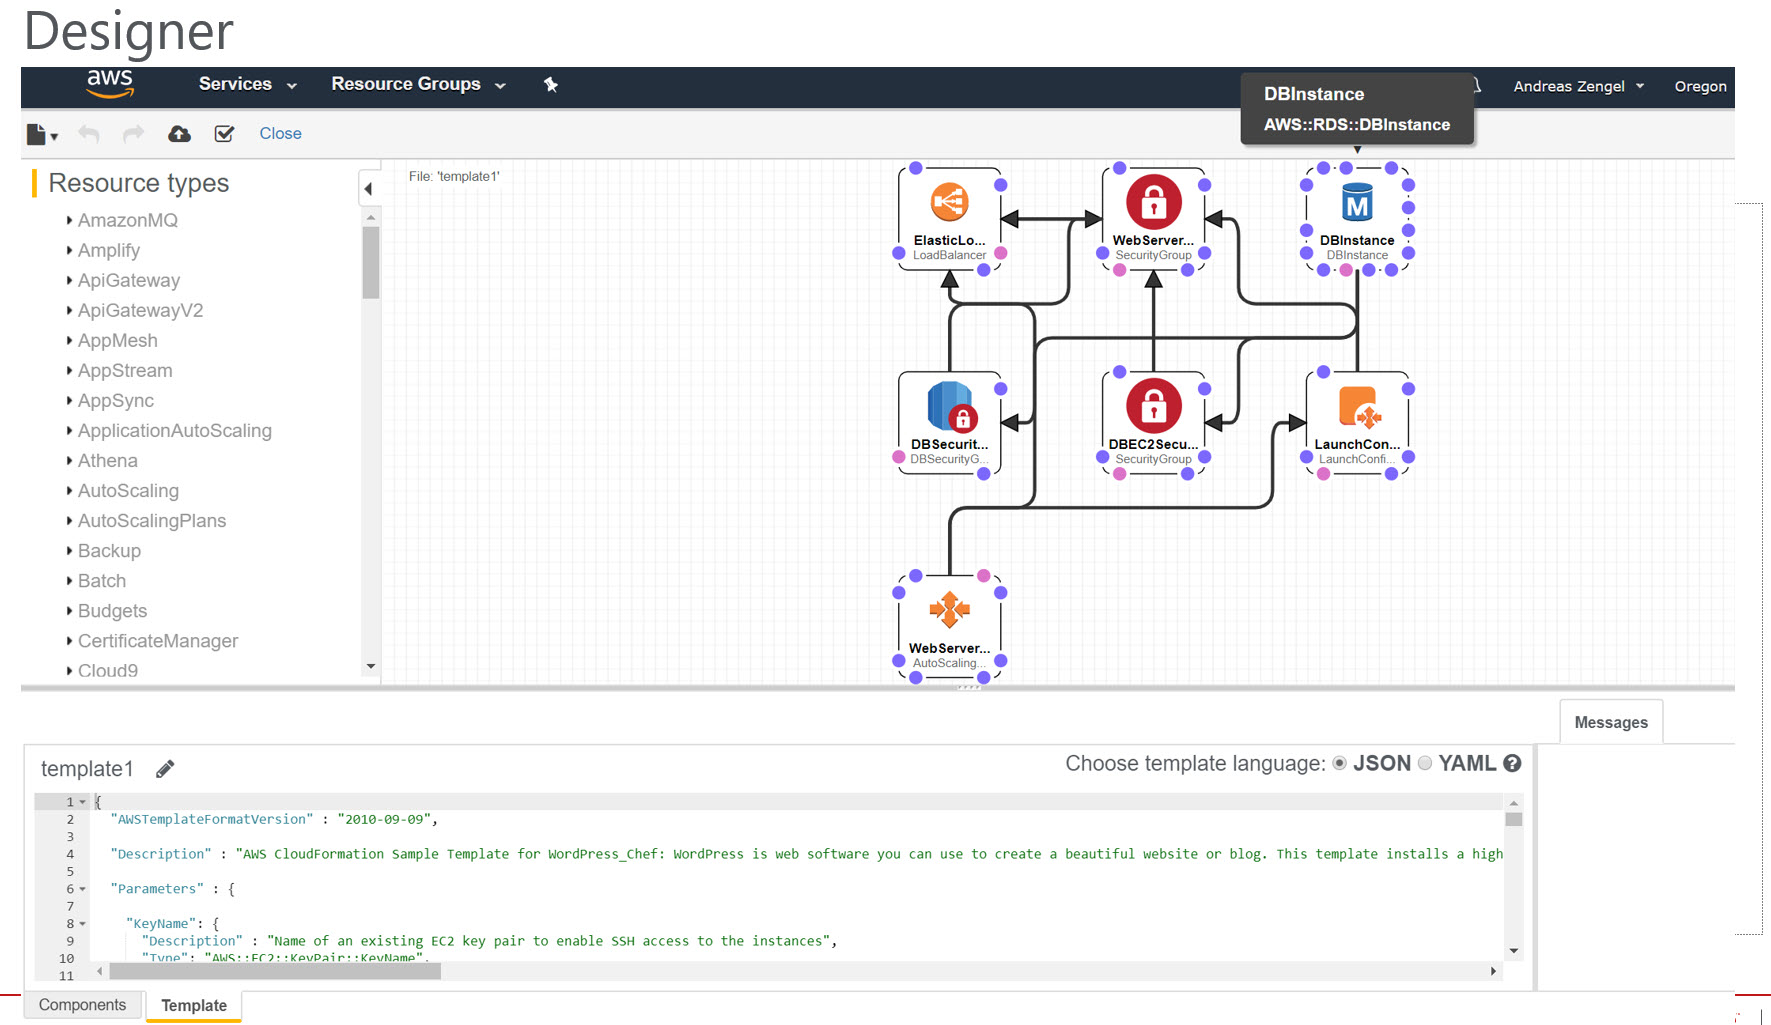 Designer
aws Services Resource Groups Andreas Zengel Oregon
DBInstance
AWS::RDS::DBInstance
Close
Resource types
AmazonMQ
Amplify
ApiGateway
ApiGatewayV2
AppMesh
AppStream
AppSync
ApplicationAutoScaling
Athena
AutoScaling
AutoScalingPlans
Backup
Batch
Budgets
CertificateManager
Cloud9
File: 'template1'
ElasticLo...
LoadBalancer
WebServer...
SecurityGroup
M
DBInstance
DBInstance
DBSecurit...
DBSecurityG...
DBEC2Secu...
SecurityGroup
LaunchCon...
LaunchConfi...
WebServer...
AutoScaling...
Messages
template1
Choose template language: JSON YAML ?
1 {
2 "AWSTemplateFormatVersion" : "2010-09-09",
3
4 "Description" : "AWS CloudFormation Sample Template for WordPress_Chef: WordPress is web software you can use to create a beautiful website or blog. This template installs a high
5
6 "Parameters" : {
7
8 "KeyName": {
9 "Description" : "Name of an existing EC2 key pair to enable SSH access to the instances",
10 "Type": "AWS::EC2::KeyPair::KeyName",
11
Components Template